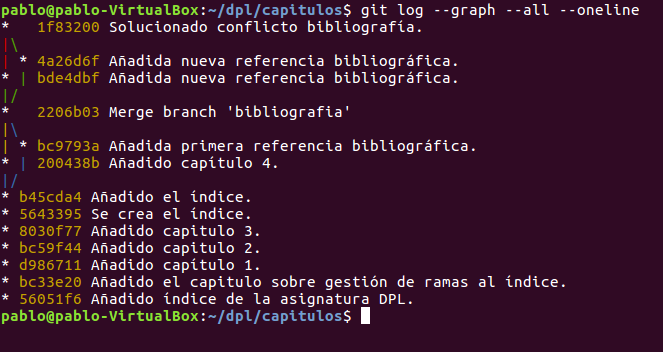 pablo@pablo-VirtualBox:~/dpl/capitulos$ git log --graph --all --oneline
*   1f83200 Solucionado conflicto bibliografía.
|\
| * 4a26d6f Añadida nueva referencia bibliográfica.
* | bde4dbf Añadida nueva referencia bibliográfica.
|/
*   2206b03 Merge branch 'bibliografia'
|\
| * bc9793a Añadida primera referencia bibliográfica.
* | 200438b Añadido capítulo 4.
|/
* b45cda4 Añadido el índice.
* 5643395 Se crea el índice.
* 8030f77 Añadido capitulo 3.
* bc59f44 Añadido capitulo 2.
* d986711 Añadido capítulo 1.
* bc33e20 Añadido el capitulo sobre gestión de ramas al índice.
* 56051f6 Añadido índice de la asignatura DPL.
pablo@pablo-VirtualBox:~/dpl/capitulos$